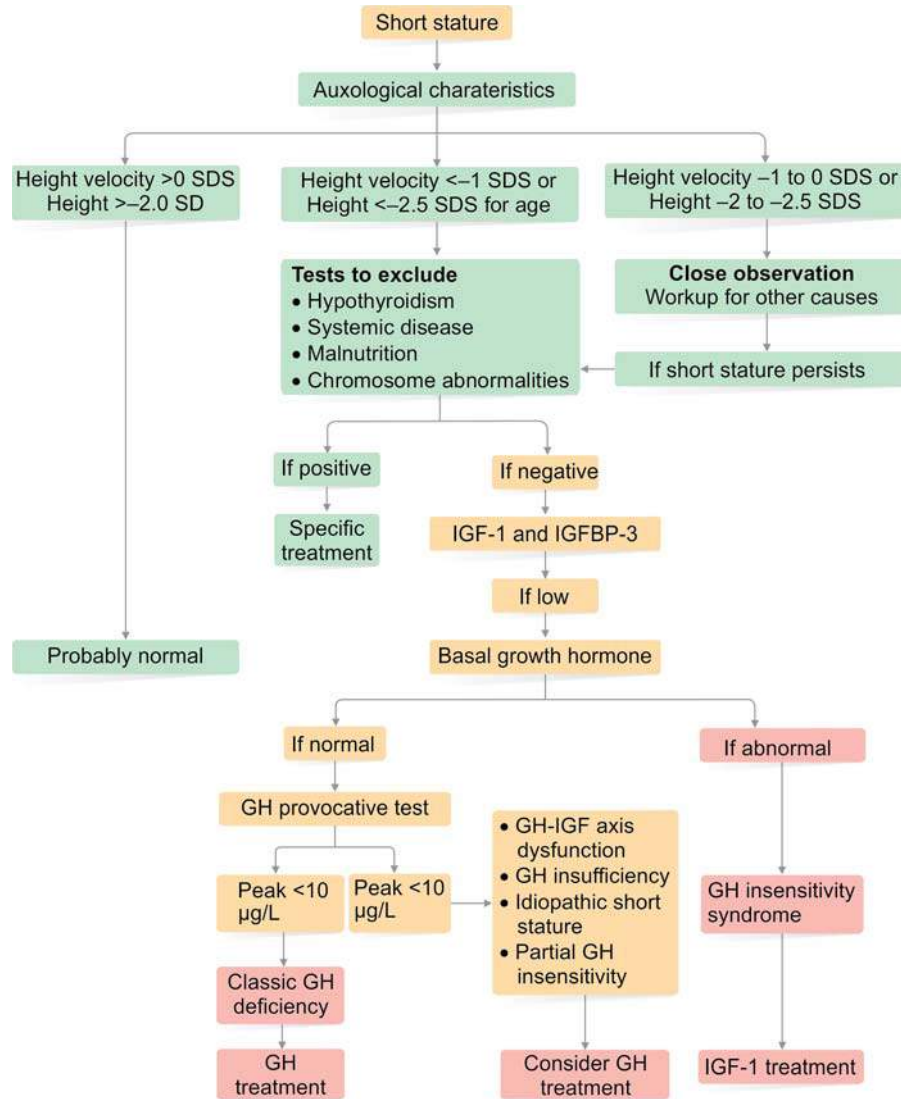 Short stature
Auxological charateristics
Height velocity >0 SDS
Height >–2.0 SD
Height velocity <–1 SDS or
Height <–2.5 SDS for age
Height velocity –1 to 0 SDS or
Height –2 to –2.5 SDS
Tests to exclude
• Hypothyroidism
• Systemic disease
• Malnutrition
• Chromosome abnormalities
Close observation
Workup for other causes
If short stature persists
If positive
If negative
Specific
treatment
IGF-1 and IGFBP-3
If low
Probably normal
Basal growth hormone
If normal
If abnormal
GH provocative test
Peak <10
µg/L
Peak <10
µg/L
• GH-IGF axis
dysfunction
• GH insufficiency
• Idiopathic short
stature
• Partial GH
insensitivity
GH insensitivity
syndrome
Classic GH
deficiency
GH
treatment
Consider GH
treatment
IGF-1 treatment